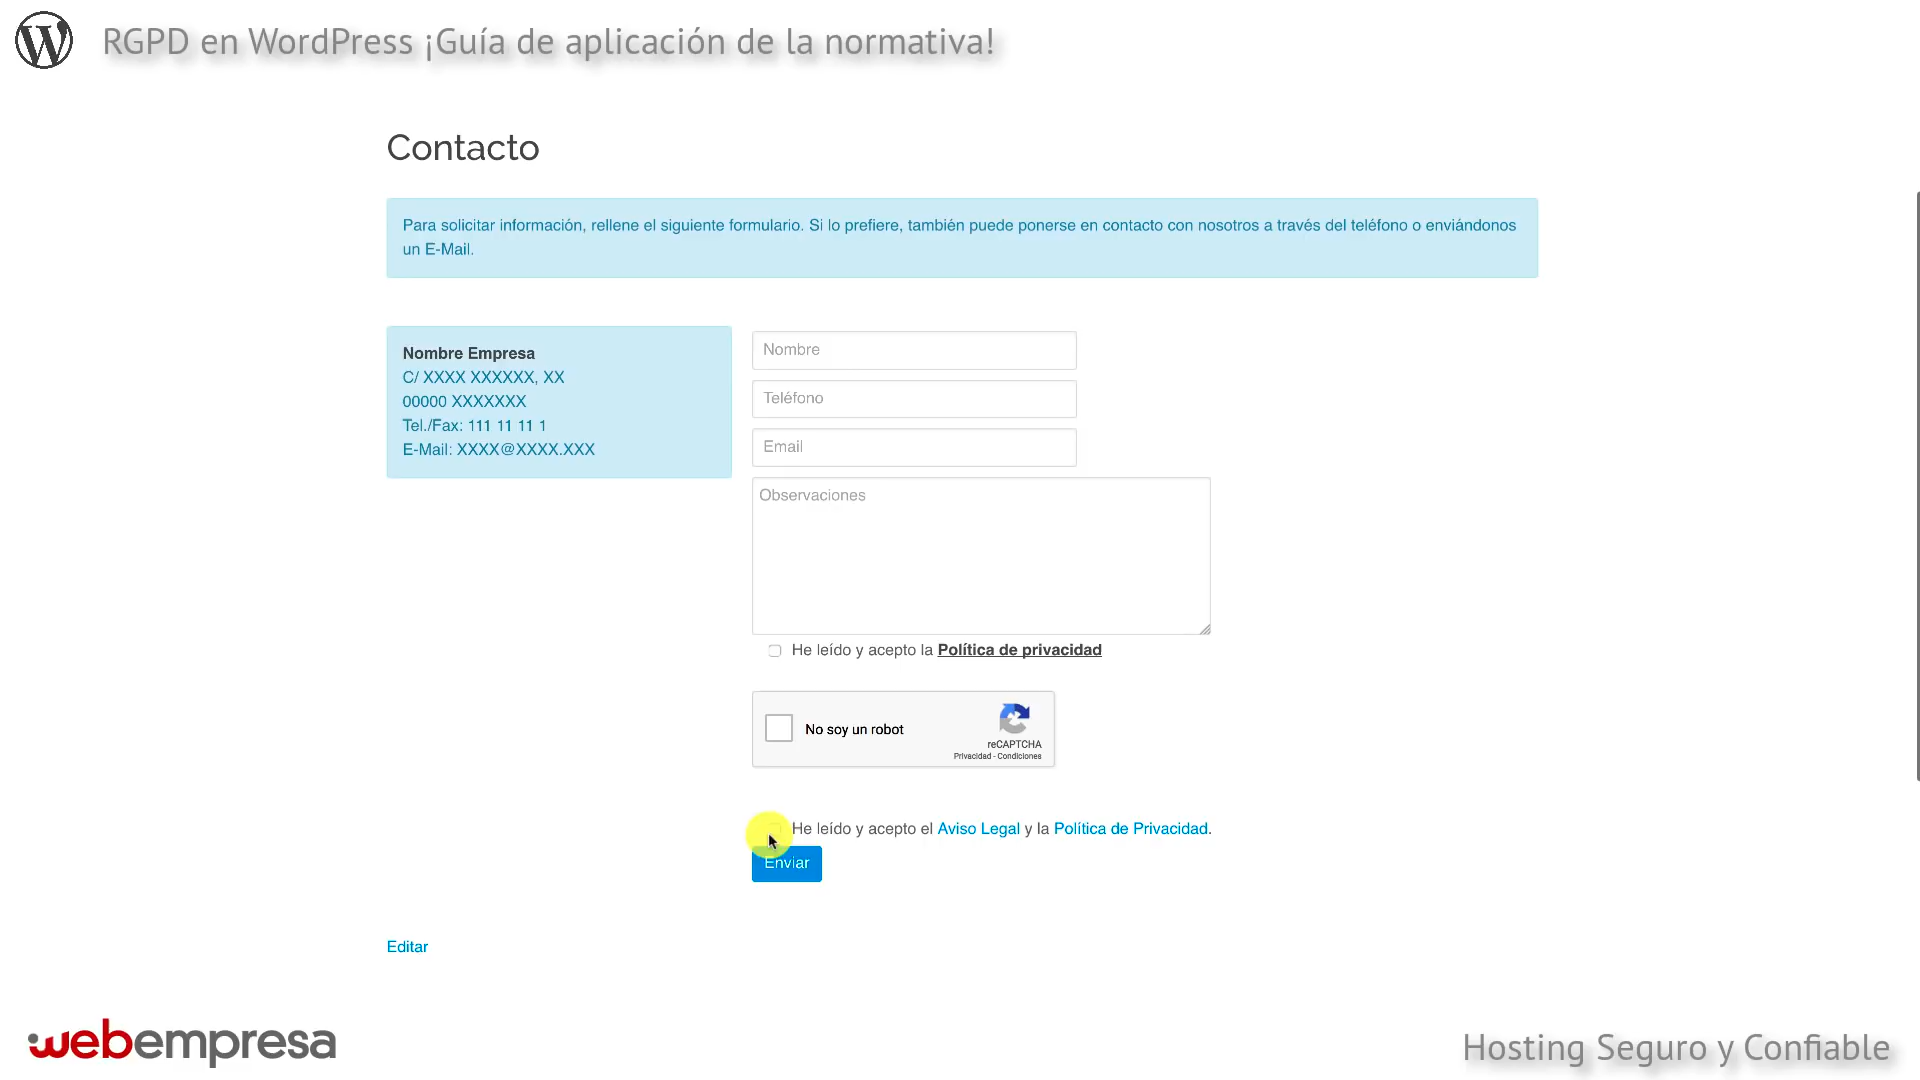 RGPD en WordPress ¡Guía de aplicación de la normativa!
Contacto
Para solicitar información, rellene el siguiente formulario. Si lo prefiere, también puede ponerse en contacto con nosotros a través del teléfono o enviándonos
un E-Mail.
Nombre Empresa
C/ XXXX XXXXXX, XX
00000 XXXXXXX
Tel./Fax: 111 11 11 1
E-Mail: XXXX@XXXX.XXX
Nombre
Teléfono
Email
Observaciones
He leído y acepto la Política de privacidad
No soy un robot
reCAPTCHA
Privacidad - Condiciones
He leído y acepto el Aviso Legal y la Política de Privacidad.
Enviar
Editar
webempresa
Hosting Seguro y Confiable